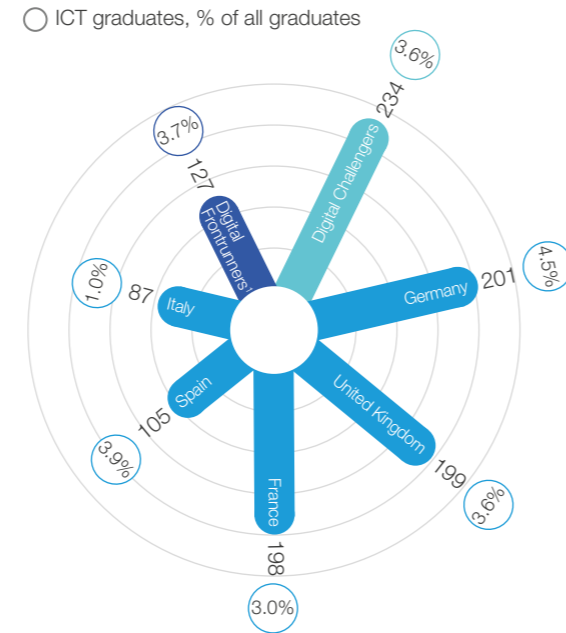 ICT graduates, % of all graduates
3.6%
234
Digital Challengers
4.5%
201
Germany
3.6%
199
United Kingdom
3.0%
198
France
3.9%
105
Spain
1.0%
87
Italy
3.7%
127
Digital
Frontrunners¹